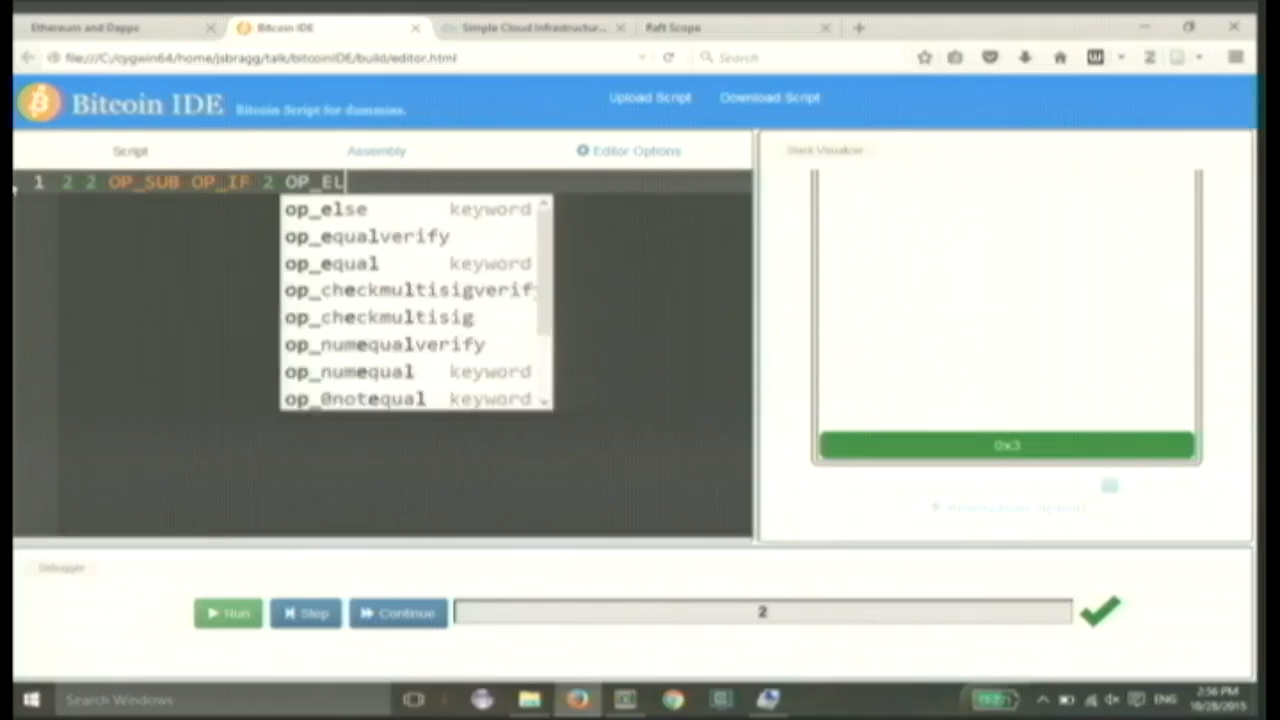 Ethereum and Dapps
Bitcoin IDE
Simple Cloud Infrastructur...
Raft Scope
file:///C:/cygwin64/home/jsbragg/talk/bitcoinIDE/build/editor.html
Search
Bitcoin IDE Bitcoin Script for dummies.
Upload Script
Download Script
Script
Assembly
Editor Options
Stack Visualizer
1 2 2 OP_SUB OP_IF 2 OP_EL
op_else keyword
op_equalverify
op_equal keyword
op_checkmultisigverify
op_checkmultisig
op_numequalverify
op_numequal keyword
op_0notequal keyword
0x3
Animation Speed
Debugger
Run
Step
Continue
2
Search Windows
ENG
2:56 PM
10/28/2015